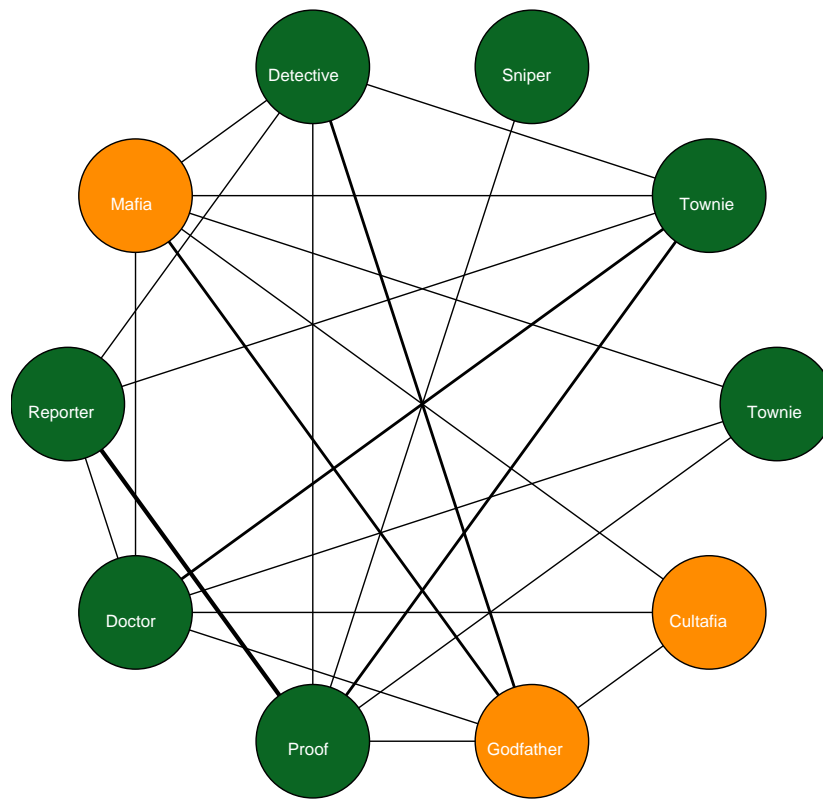 Detective
Sniper
Mafia
Townie
Reporter
Townie
Doctor
Cultafia
Proof
Godfather